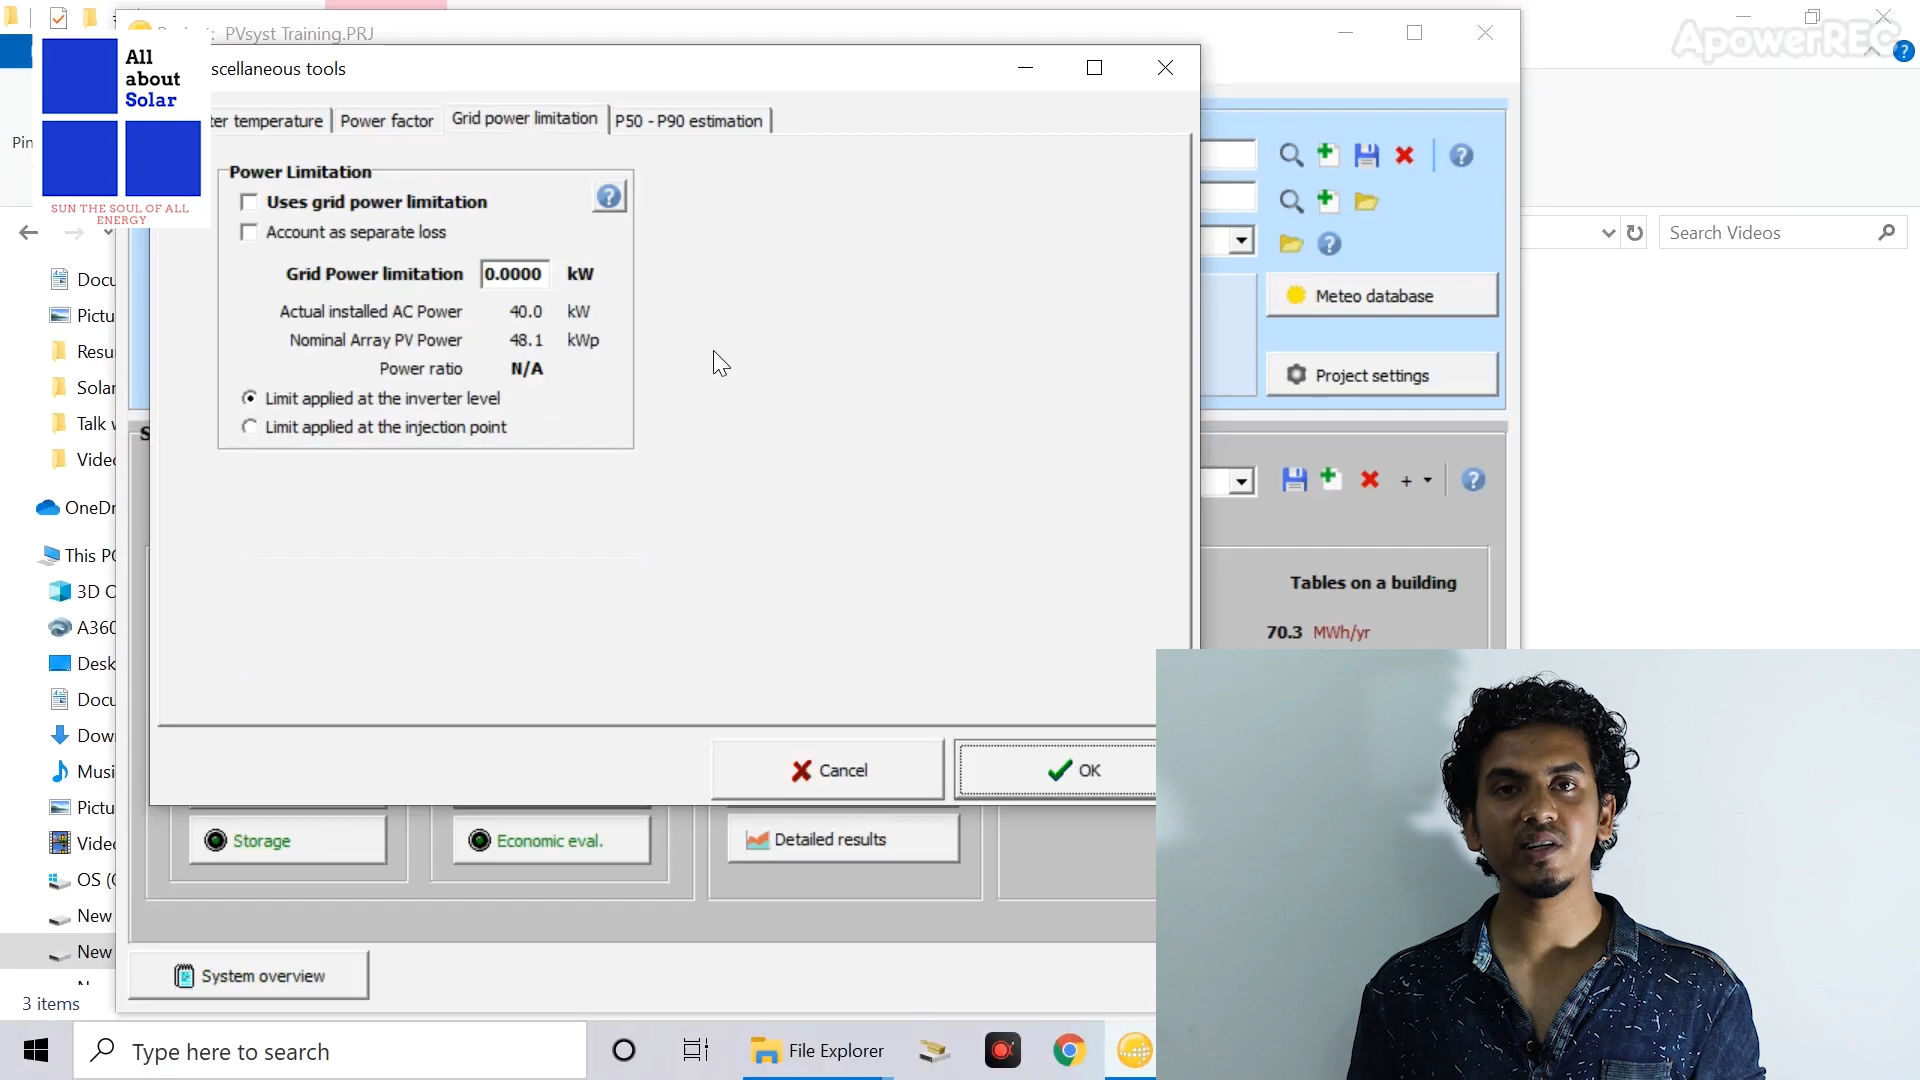 PVsyst Training.PRJ
ApowerREC
All
about
Solar
SUN THE SOUL OF ALL
ENERGY
scellaneous tools
ter temperature
Power factor
Grid power limitation
P50 - P90 estimation
Pin
Power Limitation
Uses grid power limitation
Account as separate loss
Grid Power limitation 0.0000 kW
Actual installed AC Power 40.0 kW
Nominal Array PV Power 48.1 kWp
Power ratio N/A
Limit applied at the inverter level
Limit applied at the injection point
Search Videos
Meteo database
Project settings
Docu
Pictu
Resu
Solar
Talk
Video
OneDr
This PC
3D O
A360
Desk
Docu
Dow
Musi
Pictu
Video
OS (
New
New
3 items
Tables on a building
70.3 MWh/yr
Cancel
OK
Storage
Economic eval.
Detailed results
System overview
Type here to search
File Explorer